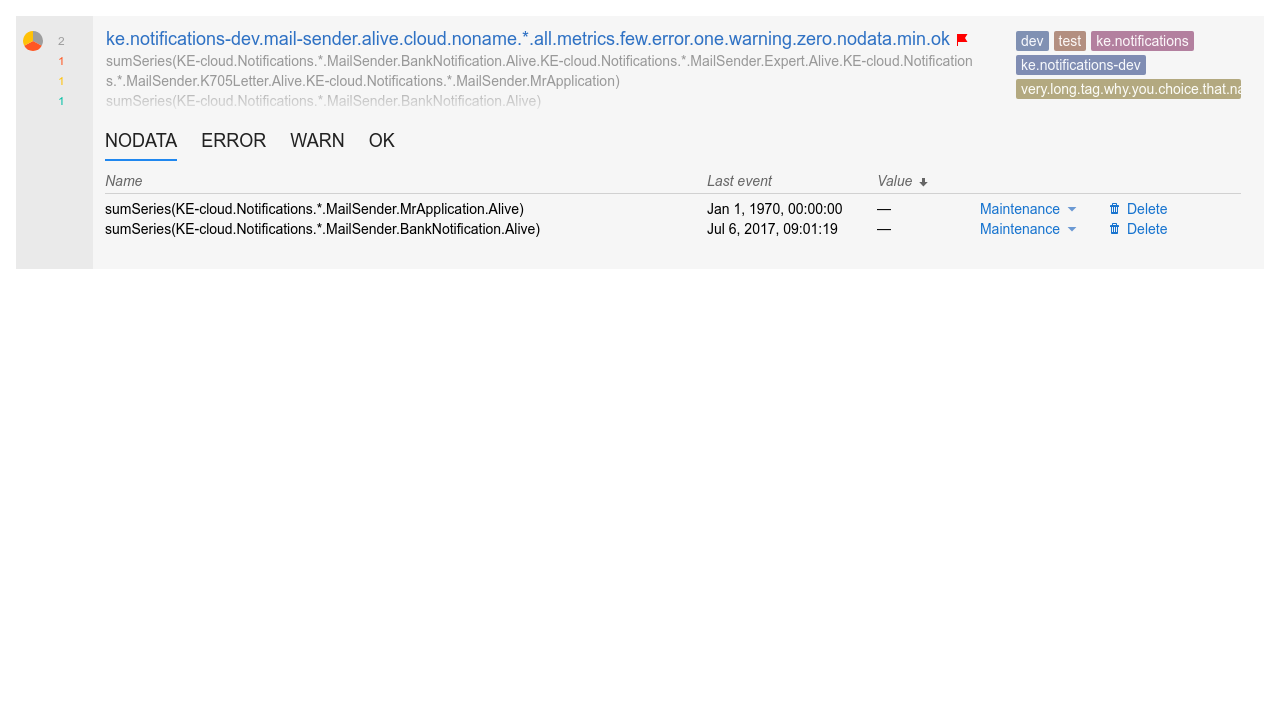 2 ke.notifications-dev.mail-sender.alive.cloud.noname.*.all.metrics.few.error.one.warning.zero.nodata.min.ok dev test ke.notifications
1 sumSeries(KE-cloud.Notifications.*.MailSender.BankNotification.Alive.KE-cloud.Notifications.*.MailSender.Expert.Alive.KE-cloud.Notification ke.notifications-dev
1 s.*.MailSender.K705Letter.Alive.KE-cloud.Notifications.*.MailSender.MrApplication) very.long.tag.why.you.choice.that.na
1 sumSeries(KE-cloud.Notifications.*.MailSender.BankNotification.Alive)
NODATA ERROR WARN OK
Name Last event Value
sumSeries(KE-cloud.Notifications.*.MailSender.MrApplication.Alive) Jan 1, 1970, 00:00:00 — Maintenance Delete
sumSeries(KE-cloud.Notifications.*.MailSender.BankNotification.Alive) Jul 6, 2017, 09:01:19 — Maintenance Delete